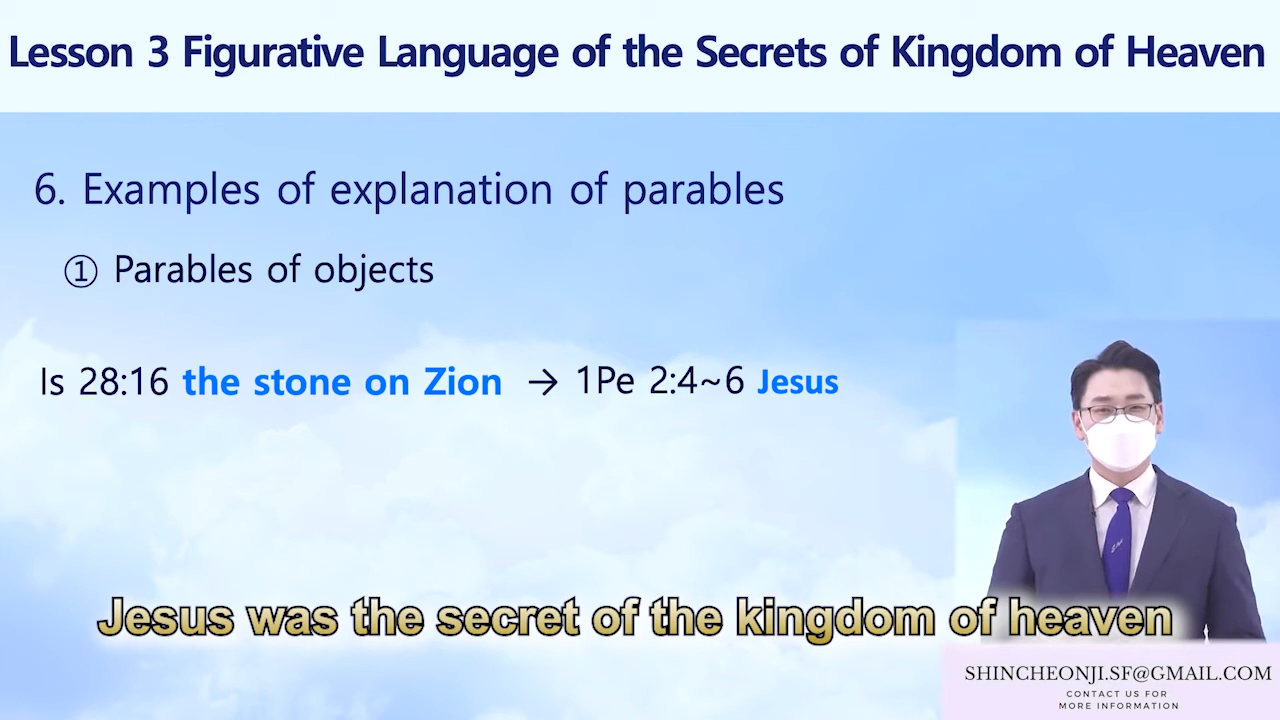 Lesson 3 Figurative Language of the Secrets of Kingdom of Heaven
6. Examples of explanation of parables
① Parables of objects
Is 28:16 the stone on Zion → 1Pe 2:4~6 Jesus
Jesus was the secret of the kingdom of heaven
SHINCHEONJI.SF@GMAIL.COM
CONTACT US FOR
MORE INFORMATION